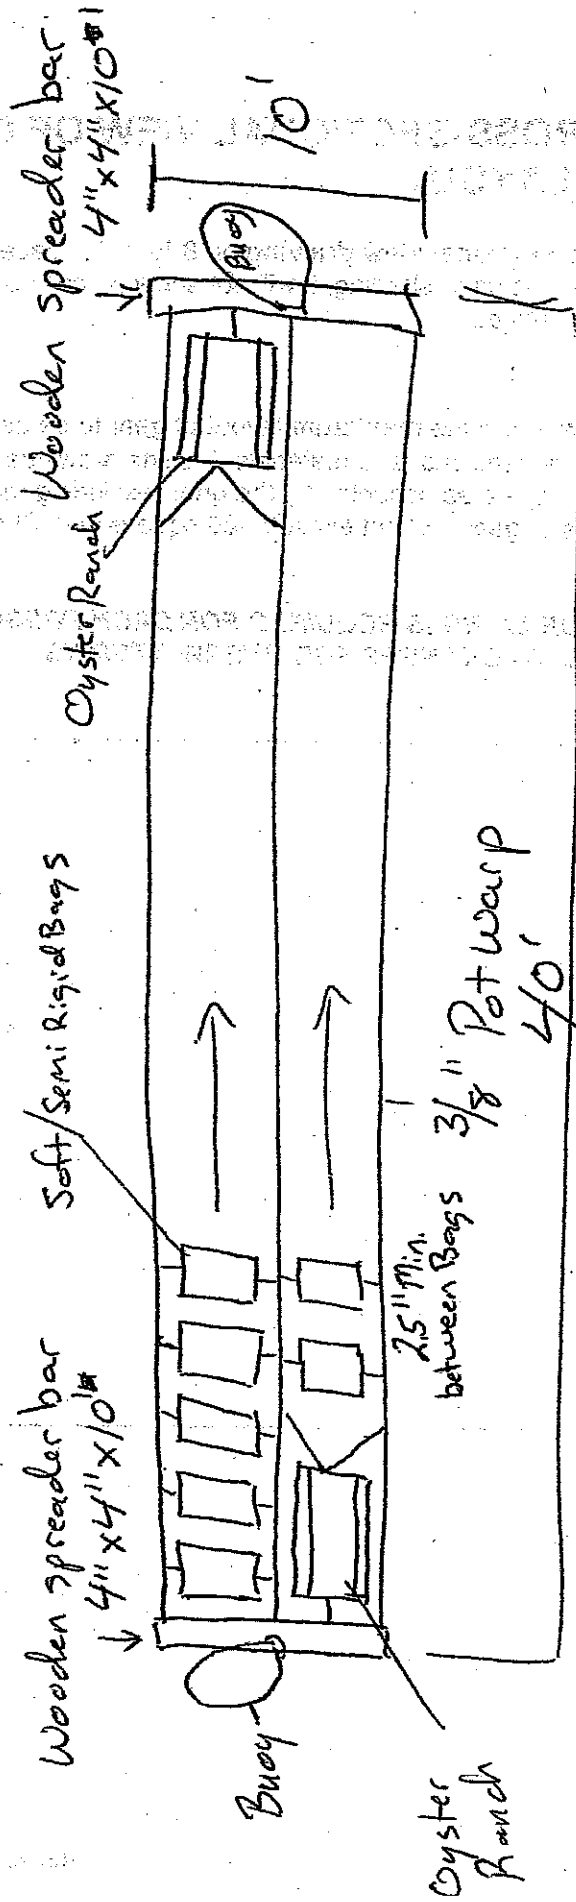 Wooden spreader bar
4"x4"x10'
Soft/Semi Rigid Bags
Oyster Ranch
Wooden spreader bar
4"x4"x10'
10'
Buoy
Buoy
Oyster
Ranch
2.5" Min.
between Bags
3/8" Pot Warp
40'